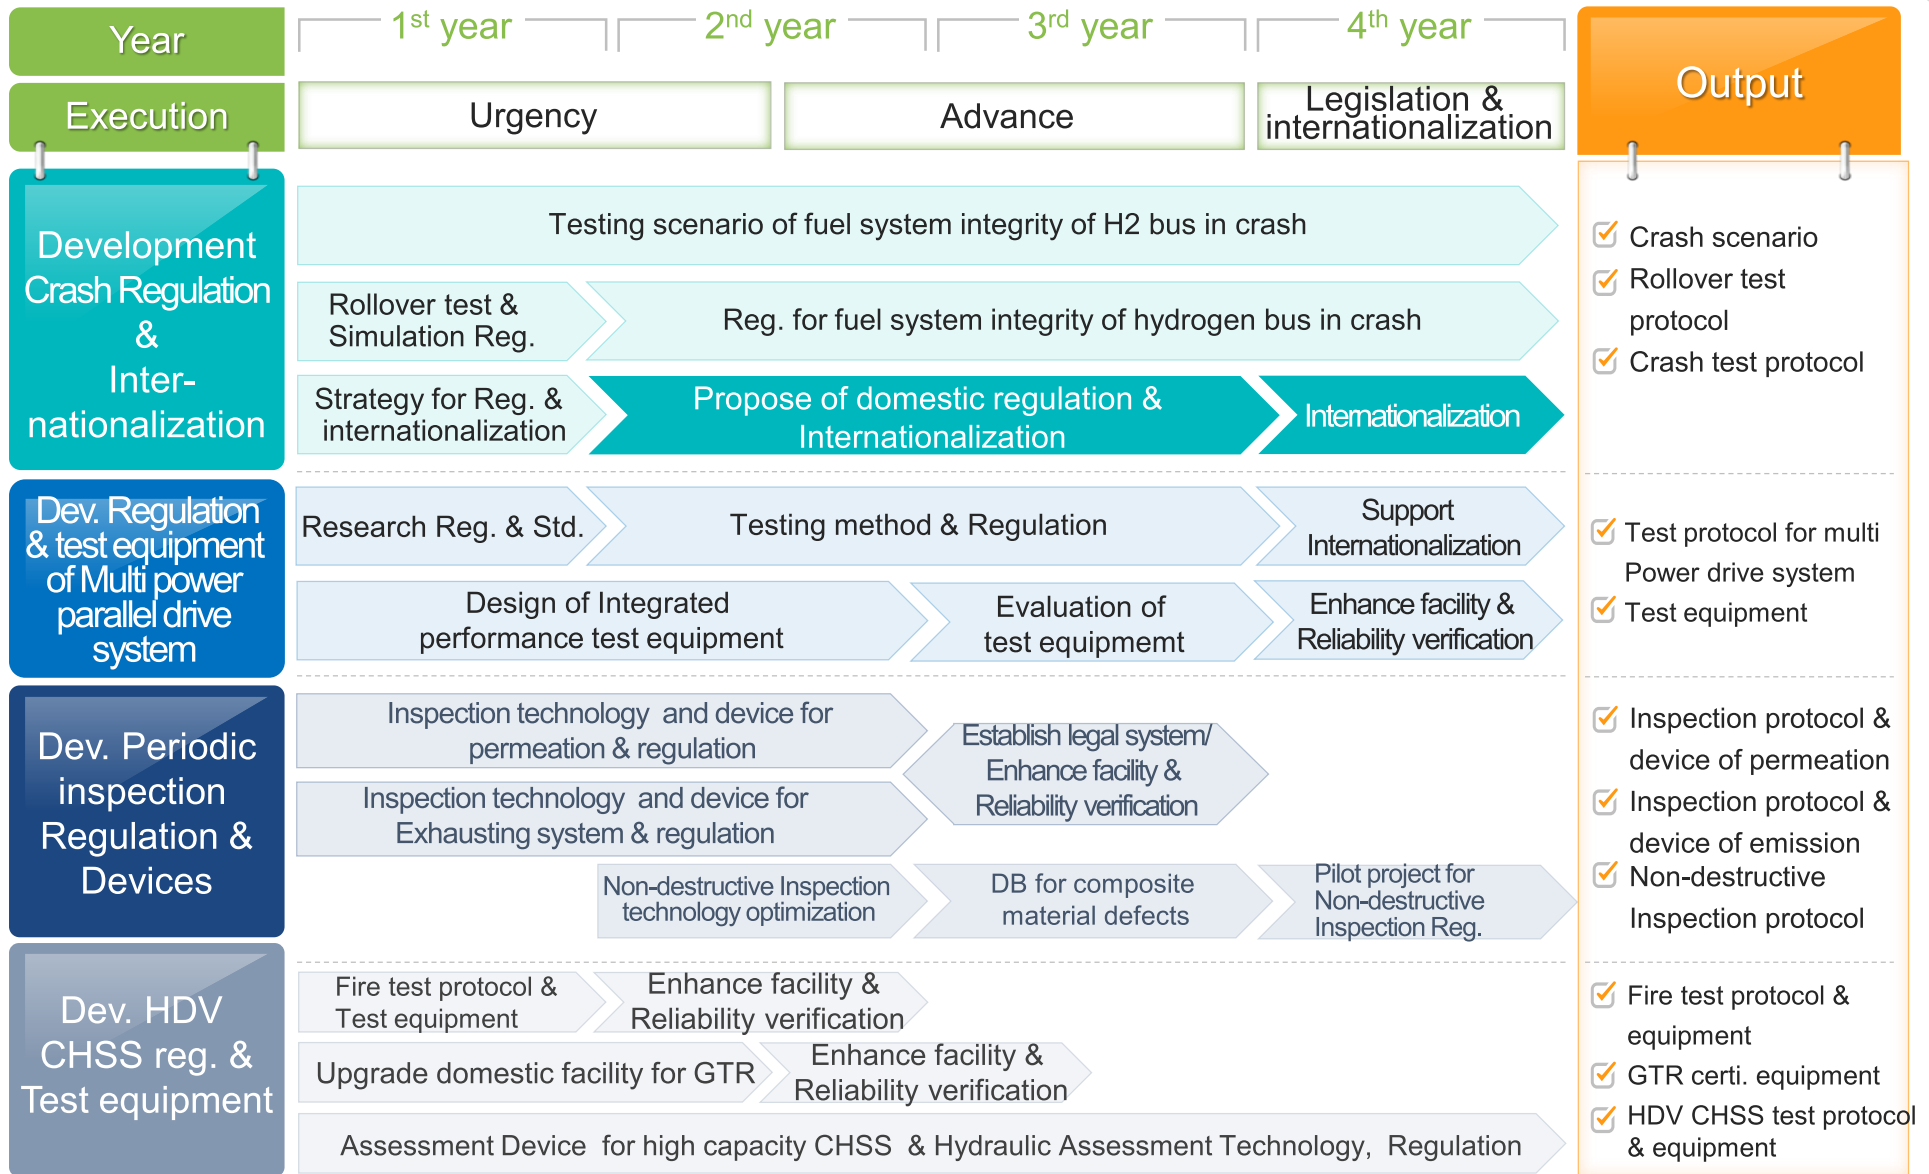 Year
1st year
2nd year
3rd year
4th year
Output
Execution
Urgency
Advance
Legislation &
internationalization
Development
Crash Regulation
&
Inter-
nationalization
Testing scenario of fuel system integrity of H2 bus in crash
Rollover test &
Simulation Reg.
Reg. for fuel system integrity of hydrogen bus in crash
Strategy for Reg. &
internationalization
Propose of domestic regulation &
Internationalization
Internationalization
Crash scenario
Rollover test
protocol
Crash test protocol
Dev. Regulation
& test equipment
of Multi power
parallel drive
system
Research Reg. & Std.
Testing method & Regulation
Support
Internationalization
Design of Integrated
performance test equipment
Evaluation of
test equipmemt
Enhance facility &
Reliability verification
Test protocol for multi
Power drive system
Test equipment
Dev. Periodic
inspection
Regulation &
Devices
Inspection technology and device for
permeation & regulation
Inspection technology and device for
Exhausting system & regulation
Establish legal system/
Enhance facility &
Reliability verification
Non-destructive Inspection
technology optimization
DB for composite
material defects
Pilot project for
Non-destructive
Inspection Reg.
Inspection protocol &
device of permeation
Inspection protocol &
device of emission
Non-destructive
Inspection protocol
Dev. HDV
CHSS reg. &
Test equipment
Fire test protocol &
Test equipment
Enhance facility &
Reliability verification
Upgrade domestic facility for GTR
Enhance facility &
Reliability verification
Assessment Device for high capacity CHSS & Hydraulic Assessment Technology, Regulation
Fire test protocol &
equipment
GTR certi. equipment
HDV CHSS test protocol
& equipment